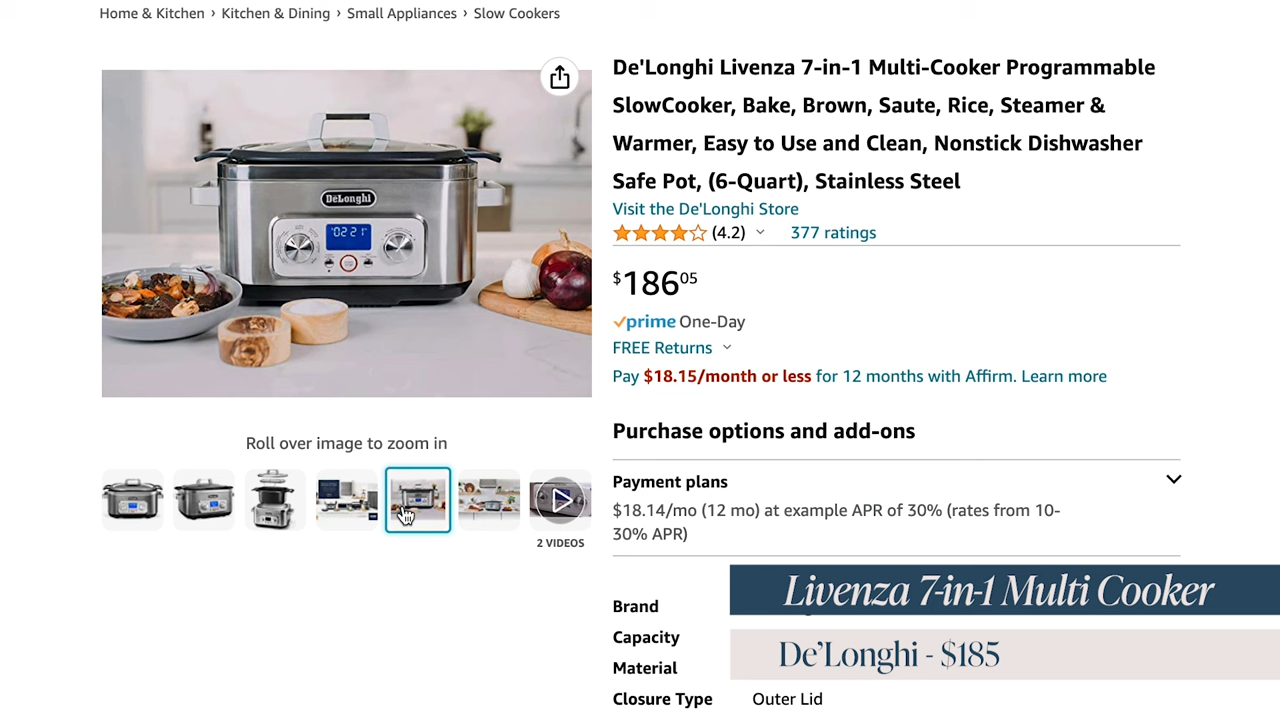 Home & Kitchen › Kitchen & Dining › Small Appliances › Slow Cookers
De'Longhi Livenza 7-in-1 Multi-Cooker Programmable
SlowCooker, Bake, Brown, Saute, Rice, Steamer &
Warmer, Easy to Use and Clean, Nonstick Dishwasher
Safe Pot, (6-Quart), Stainless Steel
Visit the De'Longhi Store
(4.2) 377 ratings
$18605
prime One-Day
FREE Returns
Pay $18.15/month or less for 12 months with Affirm. Learn more
DeLonghi
02:21
Roll over image to zoom in
2 VIDEOS
Purchase options and add-ons
Payment plans
$18.14/mo (12 mo) at example APR of 30% (rates from 10-
30% APR)
Brand
Capacity
Material
Closure Type Outer Lid
Livenza 7-in-1 Multi Cooker
De'Longhi - $185